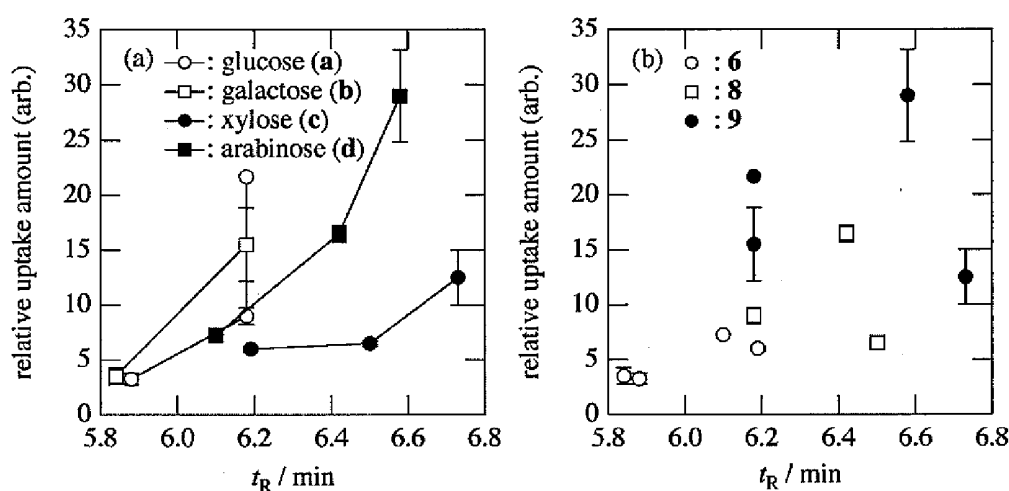 (a)
: glucose (a)
: galactose (b)
: xylose (c)
: arabinose (d)
relative uptake amount (arb.)
35
30
25
20
15
10
5
0
5.8 6.0 6.2 6.4 6.6 6.8
tR / min
(b)
: 6
: 8
: 9
relative uptake amount (arb.)
35
30
25
20
15
10
5
0
5.8 6.0 6.2 6.4 6.6 6.8
tR / min